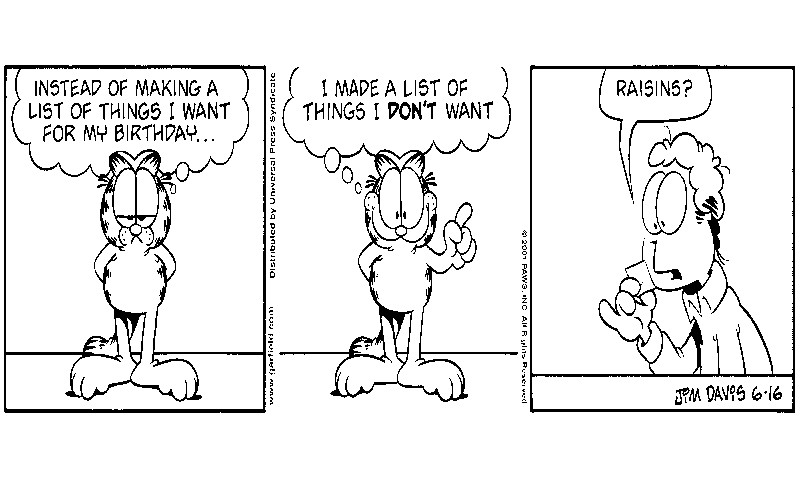 INSTEAD OF MAKING A
LIST OF THINGS I WANT
FOR MY BIRTHDAY...
www.garfield.com
Distributed by Universal Press Syndicate
I MADE A LIST OF
THINGS I DON'T WANT
© 2001 PAWS, INC. All Rights Reserved
RAISINS?
JIM DAVIS 6·16